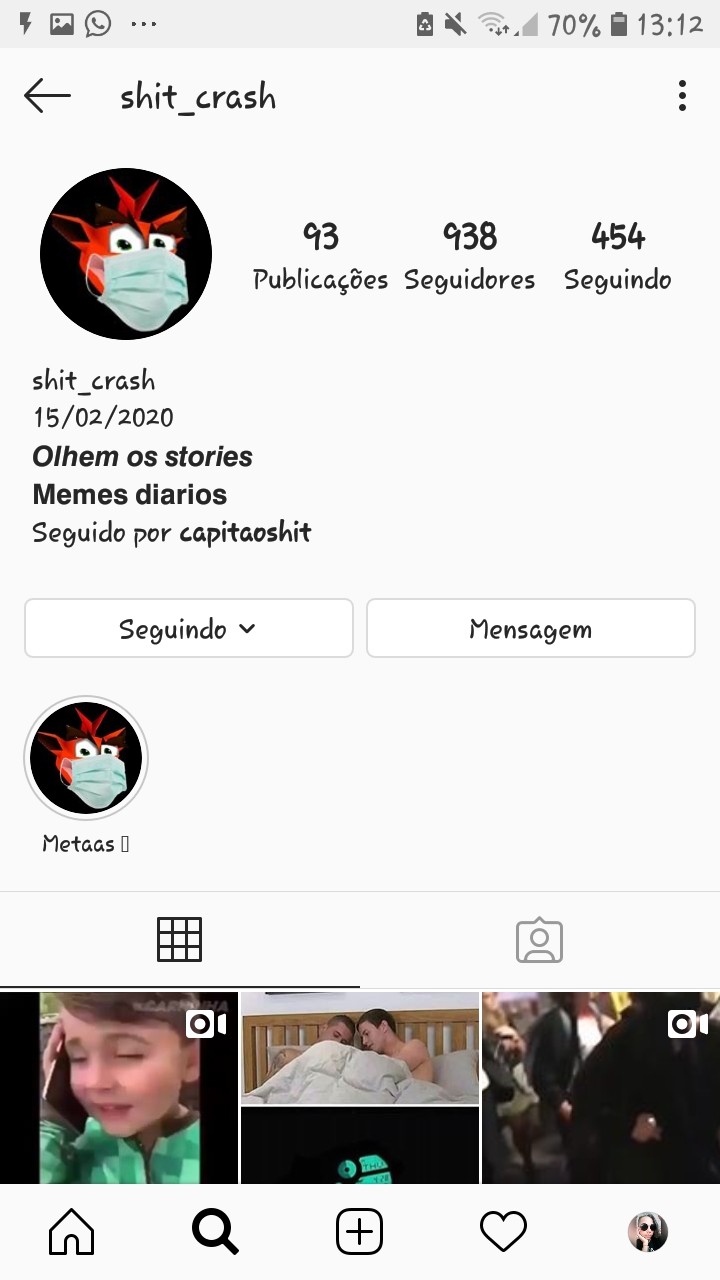 70% 13:12
shit_crash
93 938 454
Publicações Seguidores Seguindo
shit_crash
15/02/2020
Olhem os stories
Memes diarios
Seguido por capitaoshit
Seguindo Mensagem
Metaas
THU